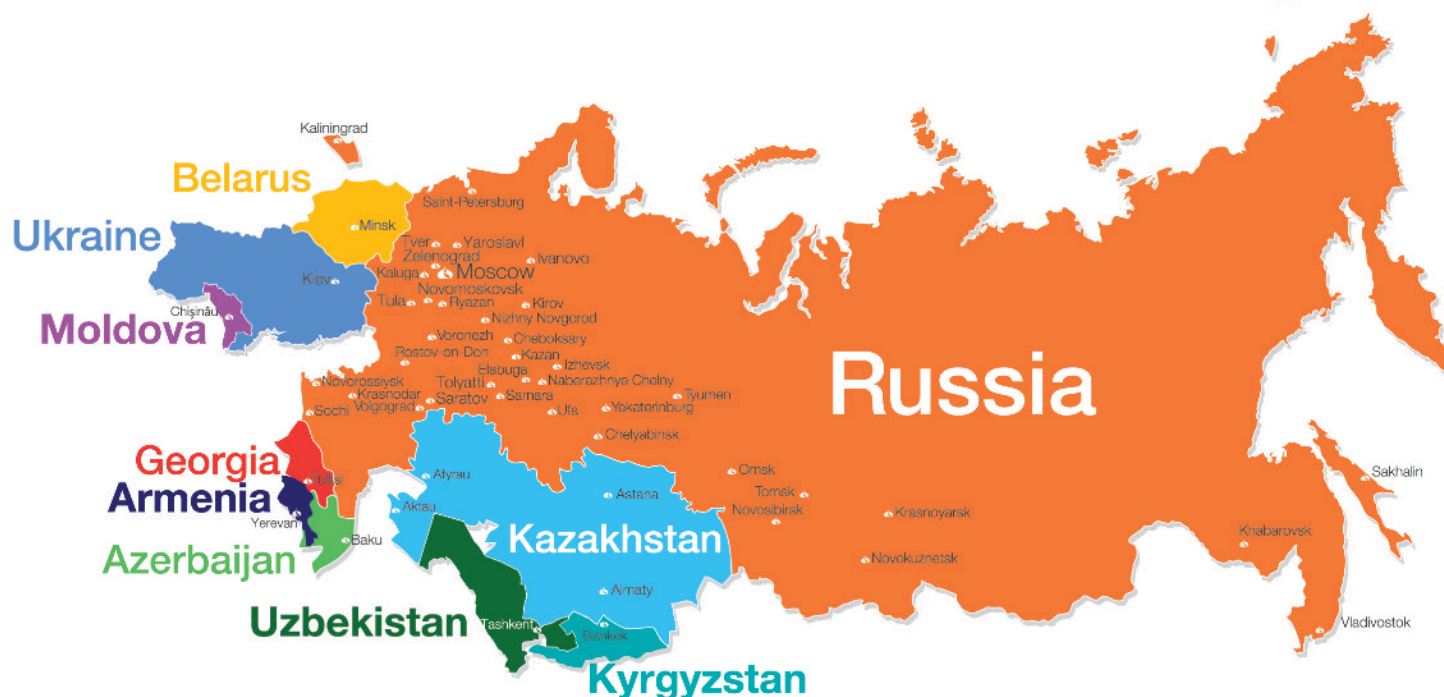 Kaliningrad
Belarus
Saint-Petersburg
Ukraine
Minsk
Tver
Yaroslavl
Zelenograd
Ivanovo
Kaluga
Moscow
Kiev
Novomoskovsk
Tula
Ryazan
Kirov
Chișinău
Moldova
Nizhny Novgorod
Voronezh
Cheboksary
Rostov-on-Don
Kazan
Izhevsk
Elabuga
Russia
Novorossiysk
Tolyatti
Naberezhnye Chelny
Krasnodar
Saratov
Samara
Tyumen
Volgograd
Sochi
Ufa
Yekaterinburg
Chelyabinsk
Georgia
Tbilisi
Atyrau
Omsk
Sakhalin
Armenia
Astana
Tomsk
Aktau
Novosibirsk
Krasnoyarsk
Yerevan
Kazakhstan
Khabarovsk
Baku
Azerbaijan
Novokuznetsk
Almaty
Uzbekistan
Tashkent
Bishkek
Vladivostok
Kyrgyzstan